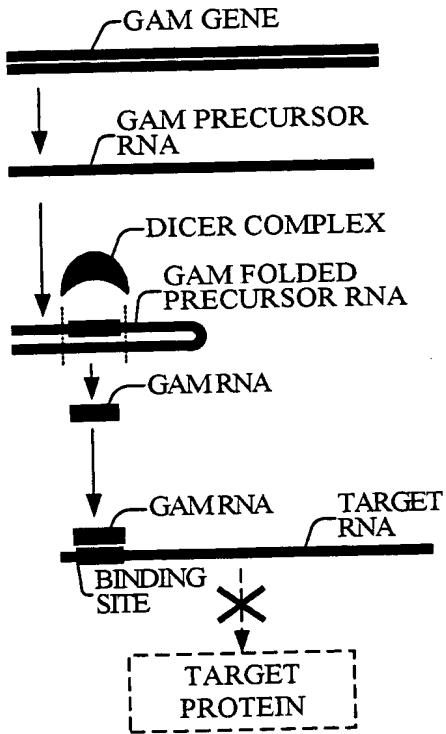 GAM GENE
GAM PRECURSOR
RNA
DICER COMPLEX
GAM FOLDED
PRECURSOR RNA
GAM RNA
GAM RNA
TARGET
RNA
BINDING
SITE
TARGET
PROTEIN